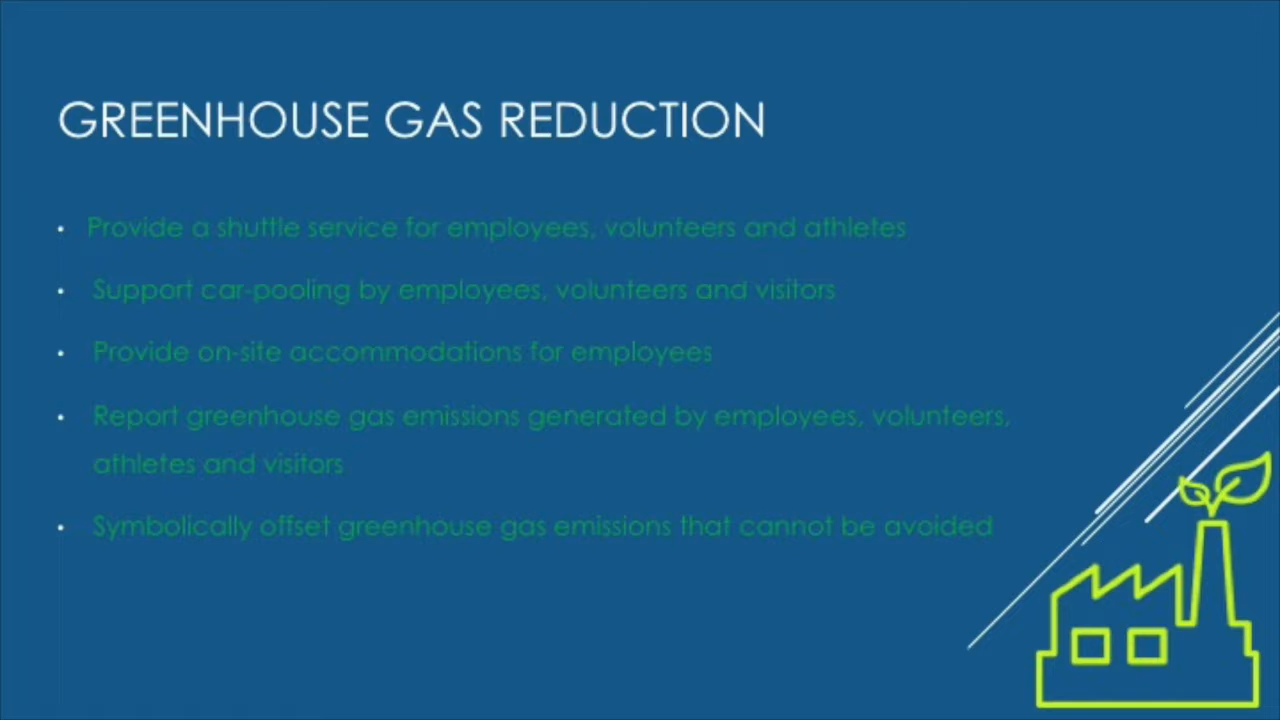 GREENHOUSE GAS REDUCTION
• Provide a shuttle service for employees, volunteers and athletes
• Support car-pooling by employees, volunteers and visitors
• Provide on-site accommodations for employees
• Report greenhouse gas emissions generated by employees, volunteers,
athletes and visitors
• Symbolically offset greenhouse gas emissions that cannot be avoided